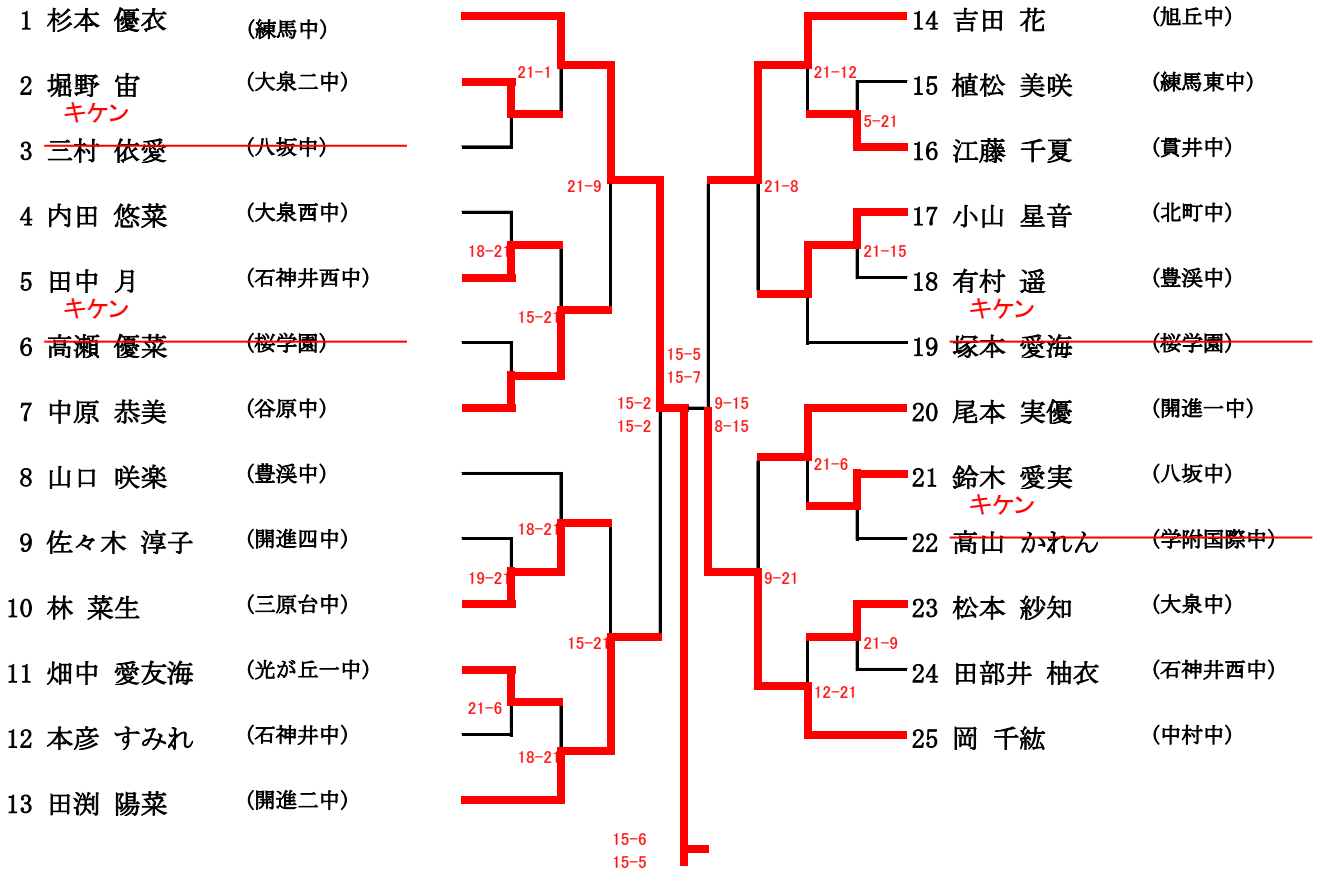 1 杉本 優衣 (練馬中)
21-1
2 堀野 宙 (大泉二中)
キケン
3 三村 依愛 (八坂中)
21-9
4 内田 悠菜 (大泉西中)
18-21
5 田中 月 (石神井西中)
キケン
15-21
6 高瀬 優菜 (桜学園)
7 中原 恭美 (谷原中)
15-2
15-2
8 山口 咲楽 (豊渓中)
18-21
9 佐々木 淳子 (開進四中)
19-21
10 林 菜生 (三原台中)
15-21
11 畑中 愛友海 (光が丘一中)
21-6
12 本彦 すみれ (石神井中)
18-21
13 田渕 陽菜 (開進二中)
15-5
15-7
15-6
15-5
14 吉田 花 (旭丘中)
21-12
15 植松 美咲 (練馬東中)
5-21
16 江藤 千夏 (貫井中)
21-8
17 小山 星音 (北町中)
21-15
18 有村 遥 (豊渓中)
キケン
19 塚本 愛海 (桜学園)
9-15
8-15
20 尾本 実優 (開進一中)
21-6
21 鈴木 愛実 (八坂中)
キケン
22 高山 かれん (学附国際中)
9-21
23 松本 紗知 (大泉中)
21-9
24 田部井 柚衣 (石神井西中)
12-21
25 岡 千紘 (中村中)